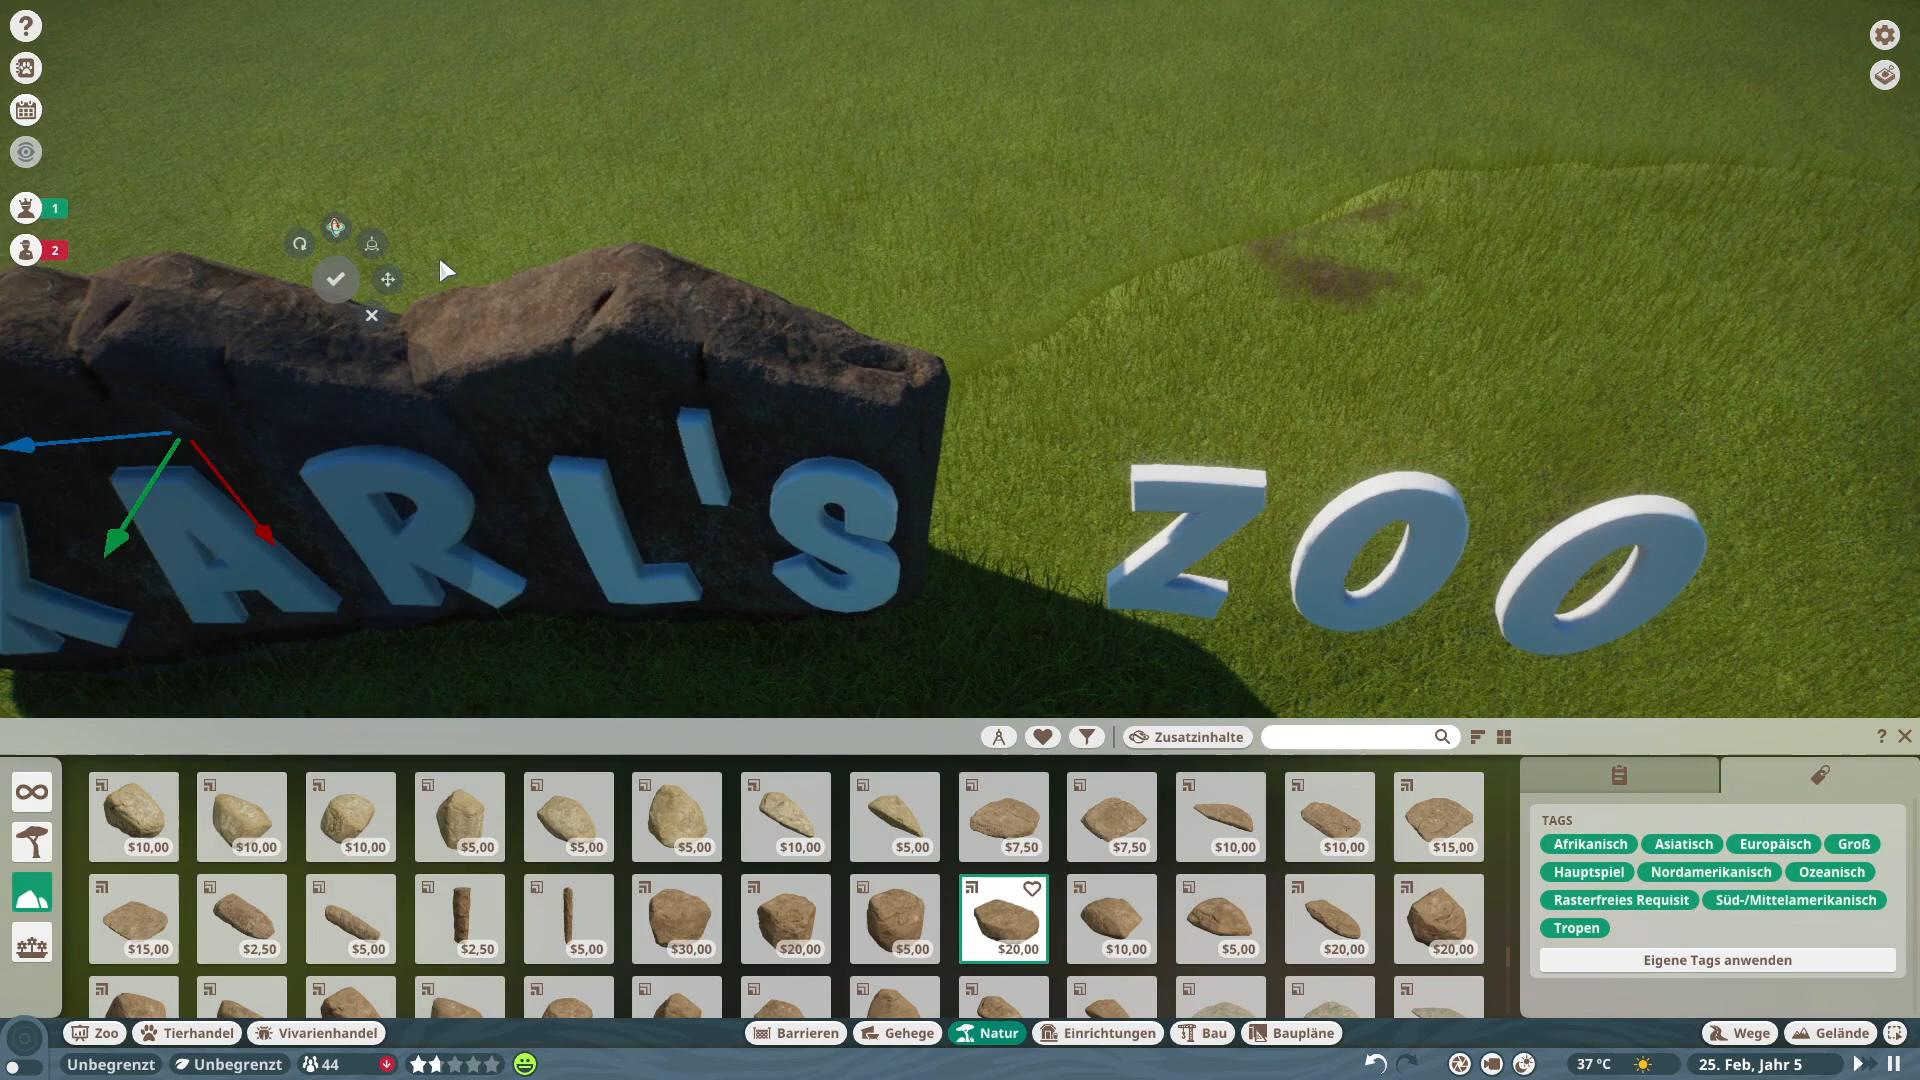 1
2
KARL'S ZOO
Zusatzinhalte
$10,00 $10,00 $10,00 $5,00 $5,00 $5,00 $10,00 $5,00 $7,50 $7,50 $10,00 $10,00 $15,00
$15,00 $2,50 $5,00 $2,50 $5,00 $30,00 $20,00 $5,00 $20,00 $10,00 $5,00 $20,00 $20,00
TAGS
Afrikanisch Asiatisch Europäisch Groß
Hauptspiel Nordamerikanisch Ozeanisch
Rasterfreies Requisit Süd-/Mittelamerikanisch
Tropen
Eigene Tags anwenden
Zoo Tierhandel Vivarienhandel Barrieren Gehege Natur Einrichtungen Bau Baupläne Wege Gelände
Unbegrenzt Unbegrenzt 44 37 °C 25. Feb, Jahr 5